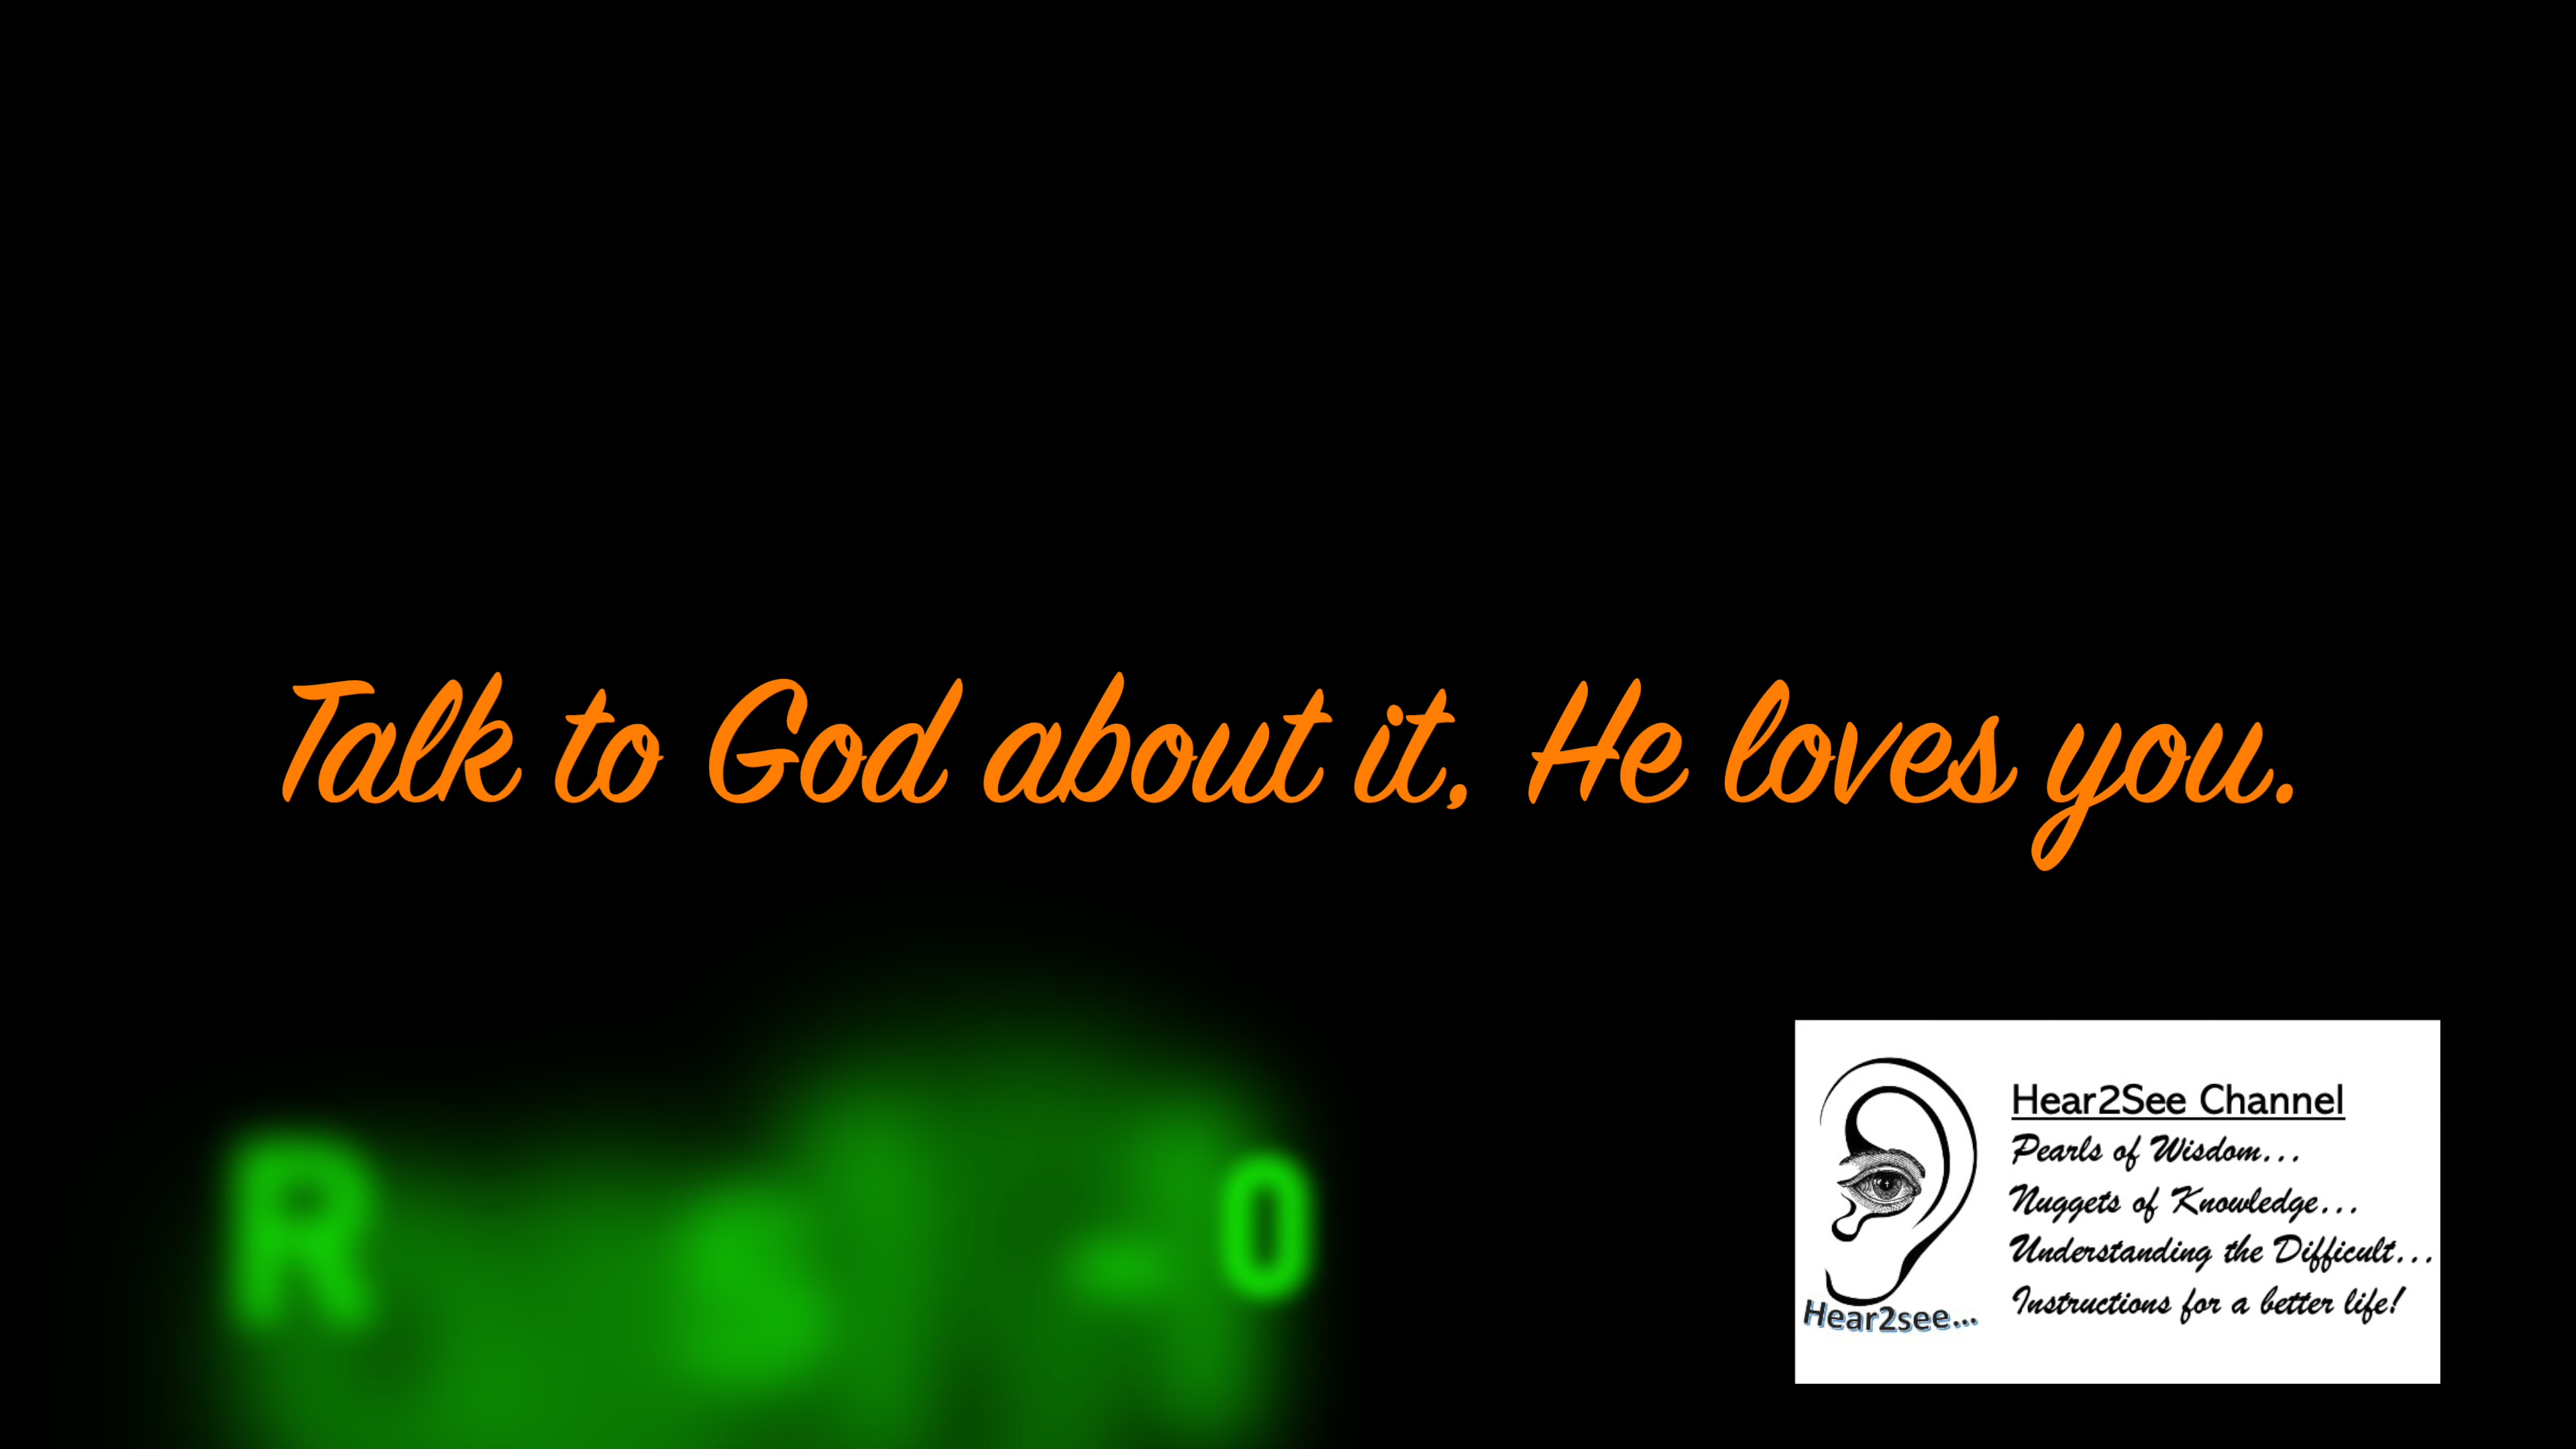 Talk to God about it, He loves you.
R S - 0
Hear2See Channel
Pearls of Wisdom...
Nuggets of Knowledge...
Understanding the Difficult...
Instructions for a better life!
Hear2see...